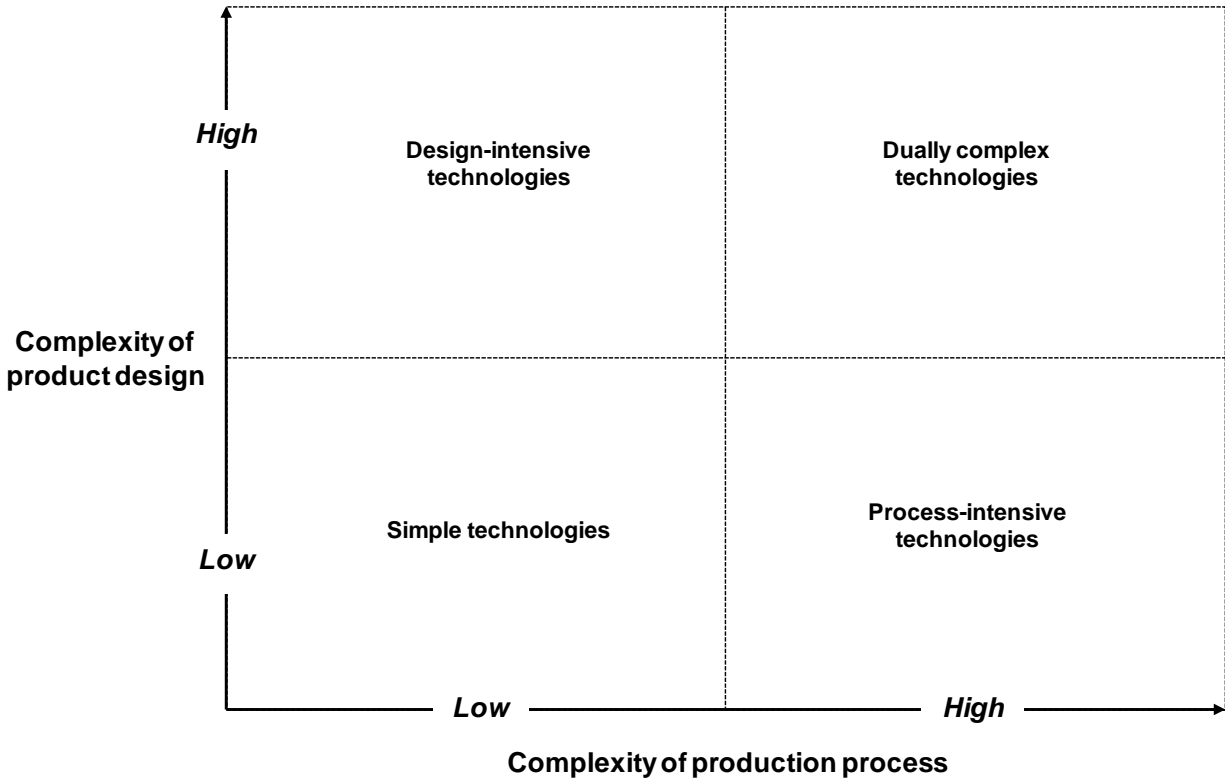 High
Design-intensive
technologies
Dually complex
technologies
Complexity of
product design
Simple technologies
Process-intensive
technologies
Low
Low
High
Complexity of production process